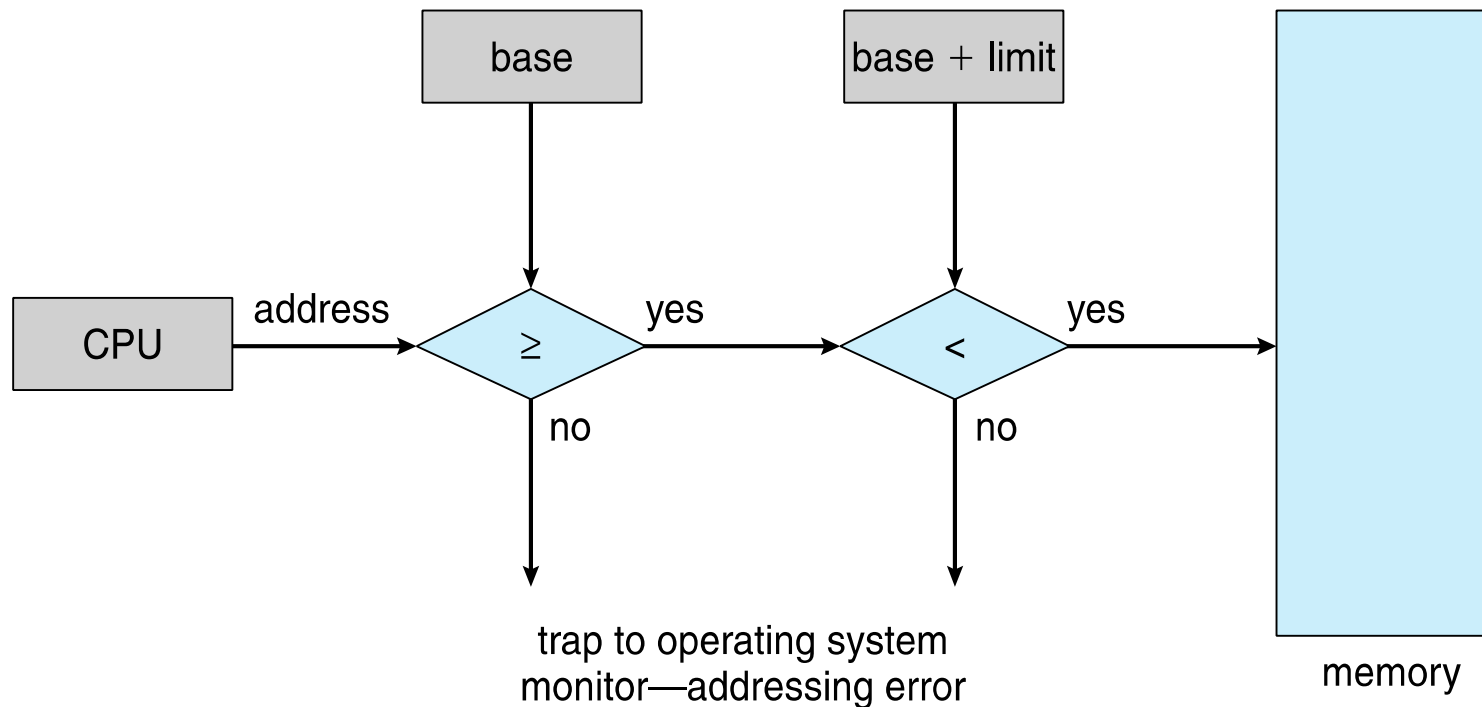 base
base + limit
CPU
address
≥
yes
<
yes
no
no
trap to operating system
monitor—addressing error
memory